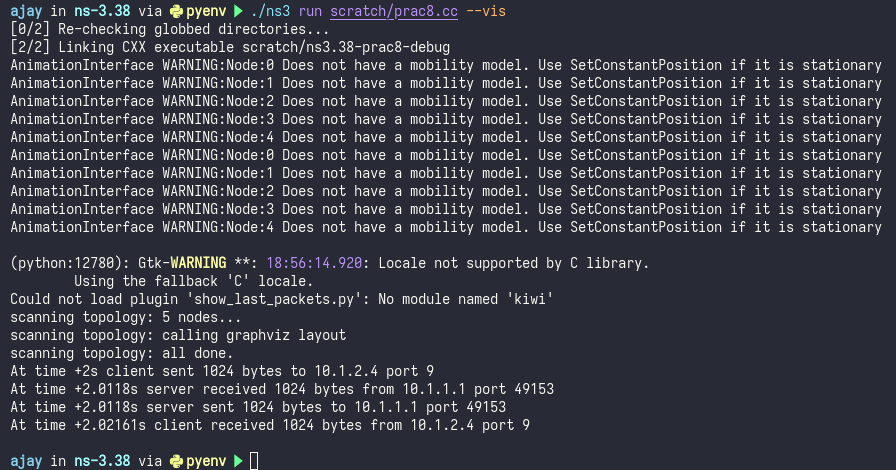 ajay in ns-3.38 via pyenv ./ns3 run scratch/prac8.cc --vis
[0/2] Re-checking globbed directories...
[2/2] Linking CXX executable scratch/ns3.38-prac8-debug
AnimationInterface WARNING:Node:0 Does not have a mobility model. Use SetConstantPosition if it is stationary
AnimationInterface WARNING:Node:1 Does not have a mobility model. Use SetConstantPosition if it is stationary
AnimationInterface WARNING:Node:2 Does not have a mobility model. Use SetConstantPosition if it is stationary
AnimationInterface WARNING:Node:3 Does not have a mobility model. Use SetConstantPosition if it is stationary
AnimationInterface WARNING:Node:4 Does not have a mobility model. Use SetConstantPosition if it is stationary
AnimationInterface WARNING:Node:0 Does not have a mobility model. Use SetConstantPosition if it is stationary
AnimationInterface WARNING:Node:1 Does not have a mobility model. Use SetConstantPosition if it is stationary
AnimationInterface WARNING:Node:2 Does not have a mobility model. Use SetConstantPosition if it is stationary
AnimationInterface WARNING:Node:3 Does not have a mobility model. Use SetConstantPosition if it is stationary
AnimationInterface WARNING:Node:4 Does not have a mobility model. Use SetConstantPosition if it is stationary
(python:12780): Gtk-WARNING **: 18:56:14.920: Locale not supported by C library.
Using the fallback 'C' locale.
Could not load plugin 'show_last_packets.py': No module named 'kiwi'
scanning topology: 5 nodes...
scanning topology: calling graphviz layout
scanning topology: all done.
At time +2s client sent 1024 bytes to 10.1.2.4 port 9
At time +2.0118s server received 1024 bytes from 10.1.1.1 port 49153
At time +2.0118s server sent 1024 bytes to 10.1.1.1 port 49153
At time +2.02161s client received 1024 bytes from 10.1.2.4 port 9
ajay in ns-3.38 via pyenv